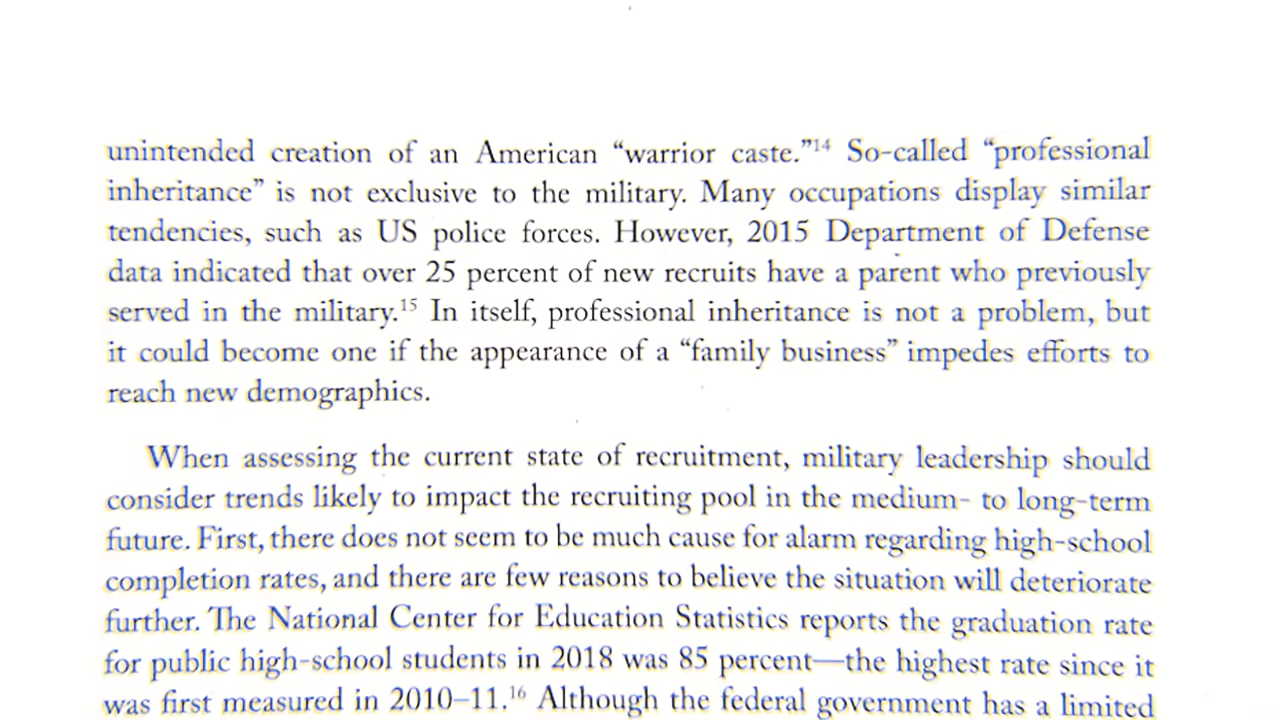 unintended creation of an American “warrior caste.”14 So-called “professional
inheritance” is not exclusive to the military. Many occupations display similar
tendencies, such as US police forces. However, 2015 Department of Defense
data indicated that over 25 percent of new recruits have a parent who previously
served in the military.15 In itself, professional inheritance is not a problem, but
it could become one if the appearance of a “family business” impedes efforts to
reach new demographics.
When assessing the current state of recruitment, military leadership should
consider trends likely to impact the recruiting pool in the medium- to long-term
future. First, there does not seem to be much cause for alarm regarding high-school
completion rates, and there are few reasons to believe the situation will deteriorate
further. The National Center for Education Statistics reports the graduation rate
for public high-school students in 2018 was 85 percent—the highest rate since it
was first measured in 2010–11.16 Although the federal government has a limited